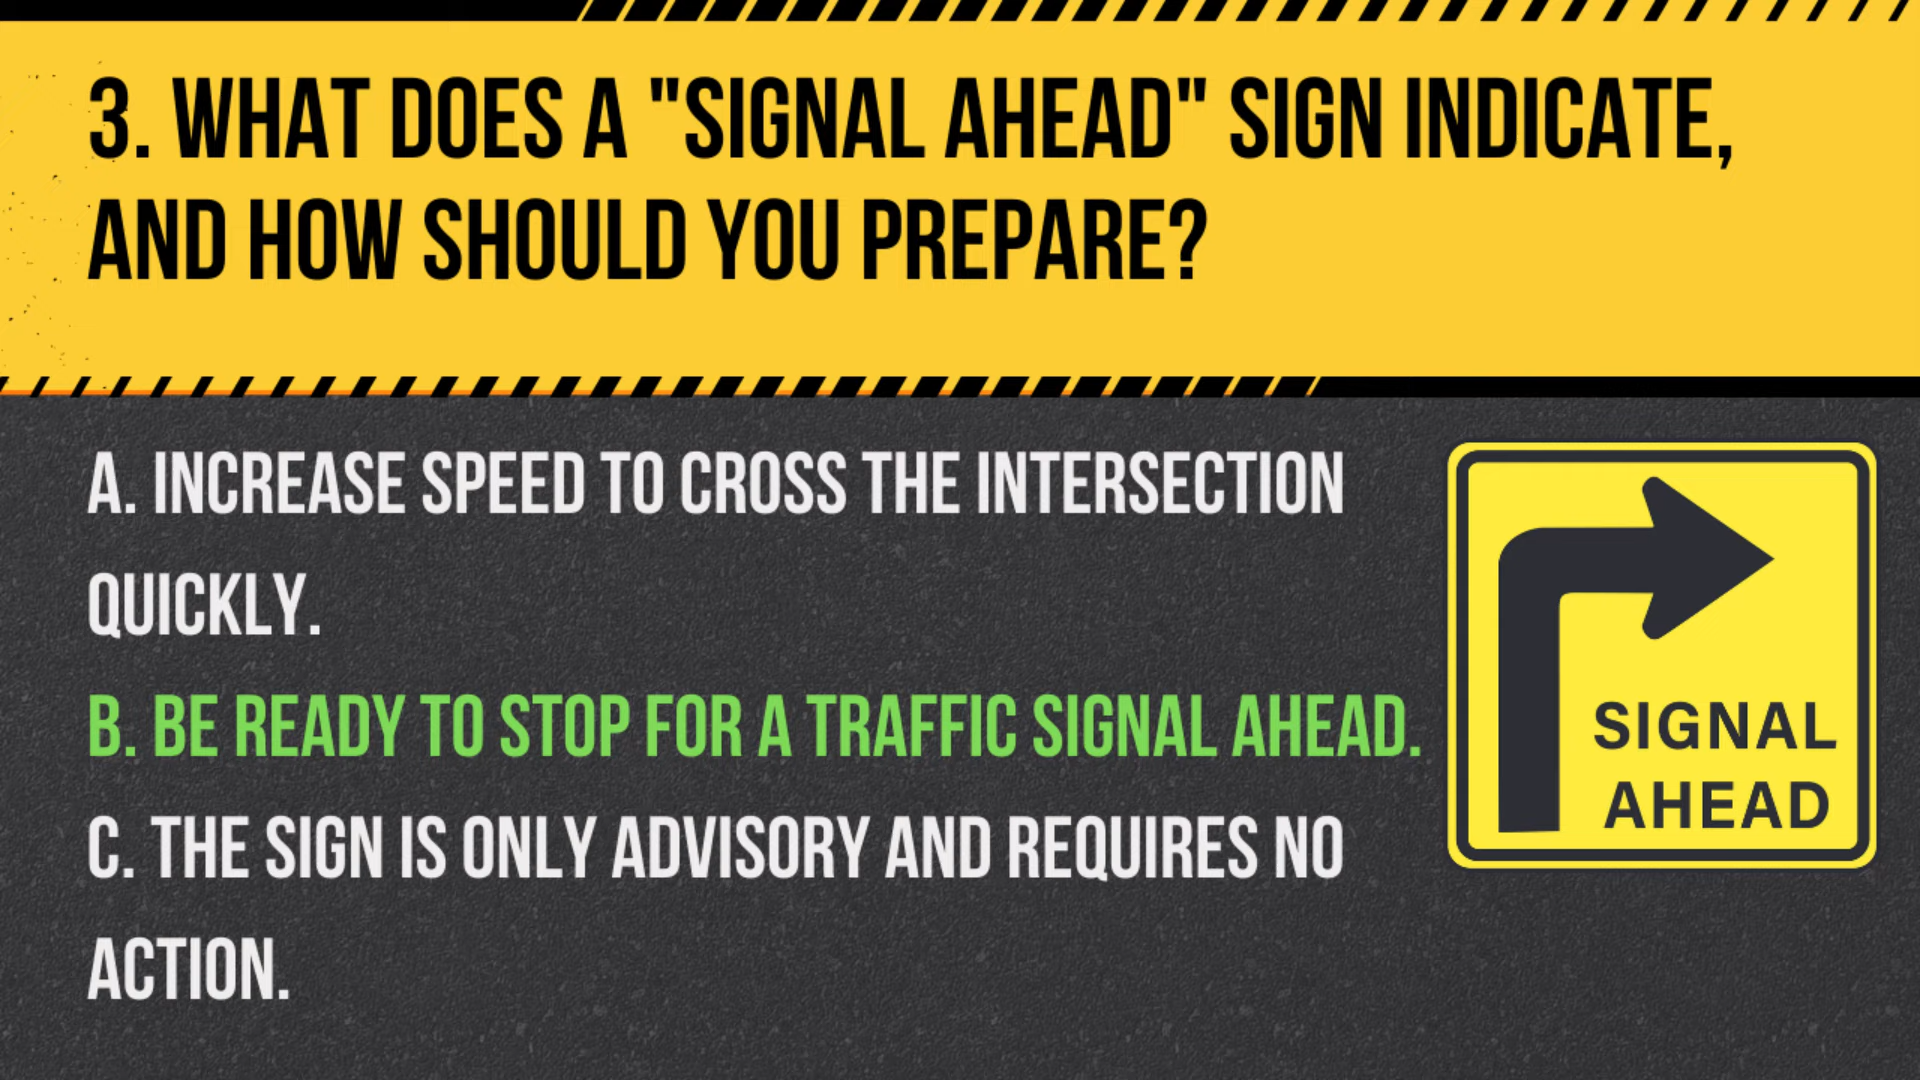 3. WHAT DOES A "SIGNAL AHEAD" SIGN INDICATE,
AND HOW SHOULD YOU PREPARE?
A. INCREASE SPEED TO CROSS THE INTERSECTION
QUICKLY.
B. BE READY TO STOP FOR A TRAFFIC SIGNAL AHEAD.
C. THE SIGN IS ONLY ADVISORY AND REQUIRES NO
ACTION.
SIGNAL
AHEAD